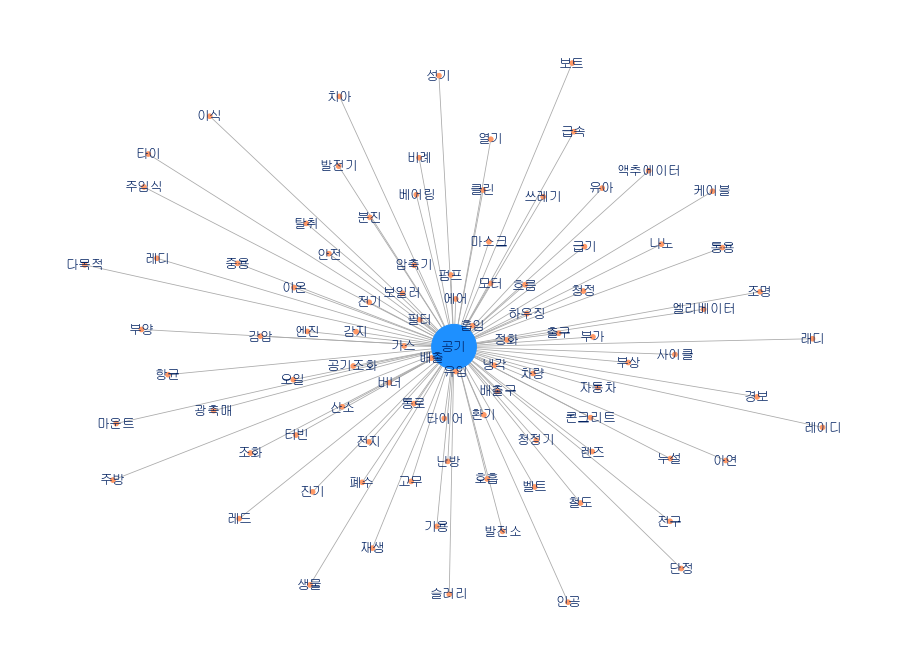 보트
성기
치아
이식
급속
열기
타이
비례
발전기
액추에이터
주입식
유아
클린
케이블
베어링
쓰레기
분진
탈취
마스크
나노
급기
통용
안전
레디
중용
다목적
압축기
펌프
모터
흐름
이온
보일러
청정
조명
전기
에어
엘리베이터
하우징
필터
흡입
부양
엔진
감지
출구
감압
정화
부가
래디
가스
공기
사이클
배출
부상
공기조화
냉각
유입
차량
항균
오일
버너
자동차
배출구
경보
산소
통로
광촉매
환기
타이어
콘크리트
마운트
레이디
터빈
전지
청정기
조화
렌즈
난방
누설
아연
호흡
주방
폐수
고무
벨트
진기
철도
레드
전구
가용
발전소
재생
단정
생물
슬러리
인공